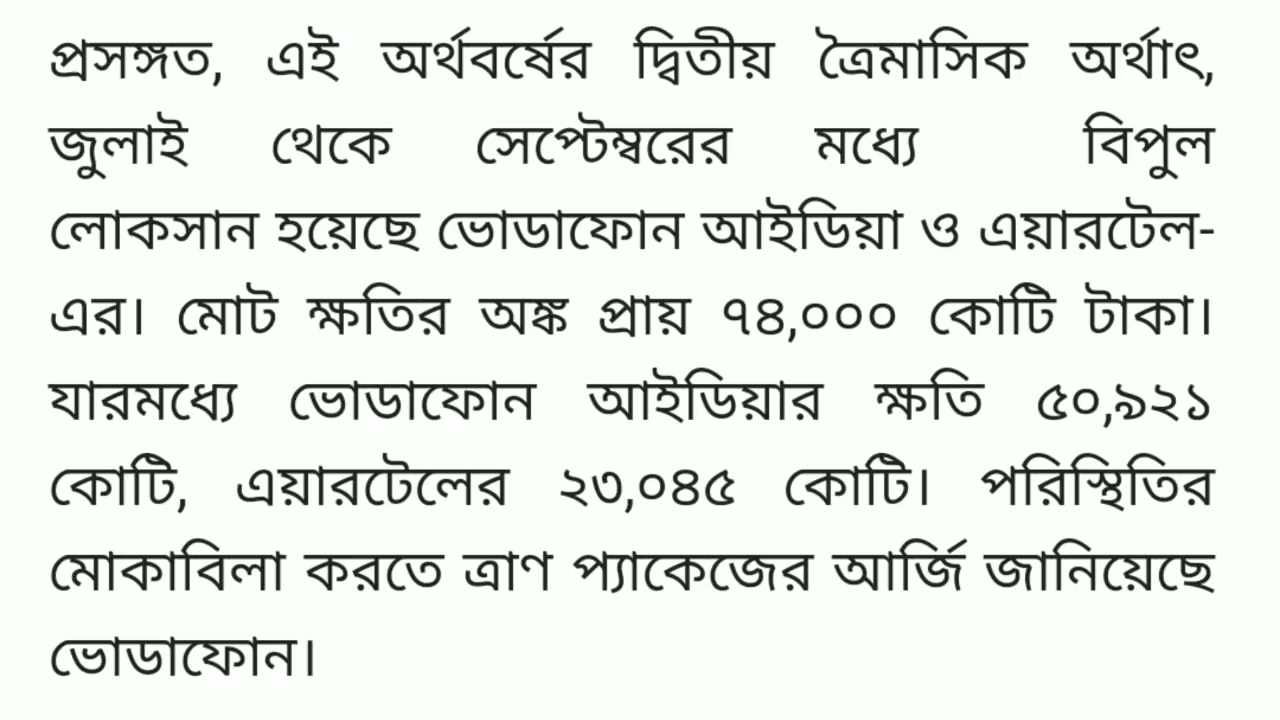 প্রসঙ্গত, এই অর্থবর্ষের দ্বিতীয় ত্রৈমাসিক অর্থাৎ,
জুলাই থেকে সেপ্টেম্বরের মধ্যে বিপুল
লোকসান হয়েছে ভোডাফোন আইডিয়া ও এয়ারটেল-
এর। মোট ক্ষতির অঙ্ক প্রায় ৭৪,০০০ কোটি টাকা।
যারমধ্যে ভোডাফোন আইডিয়ার ক্ষতি ৫০,৯২১
কোটি, এয়ারটেলের ২৩,০৪৫ কোটি। পরিস্থিতির
মোকাবিলা করতে ত্রাণ প্যাকেজের আর্জি জানিয়েছে
ভোডাফোন।